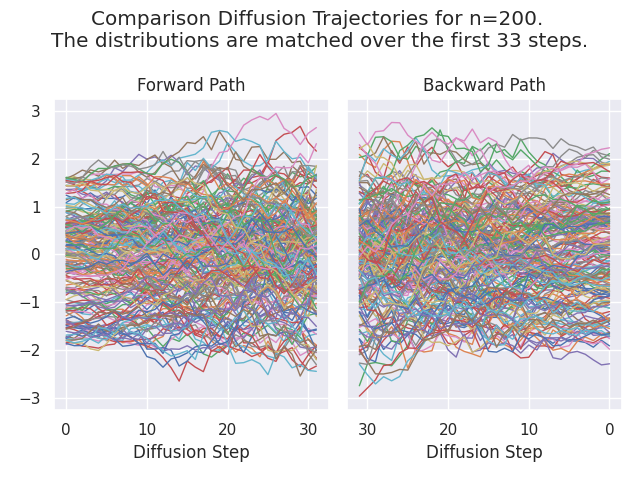 Comparison Diffusion Trajectories for n=200.
The distributions are matched over the first 33 steps.
Forward Path
Backward Path
3
2
1
0
−1
−2
−3
0 10 20 30
30 20 10 0
Diffusion Step
Diffusion Step